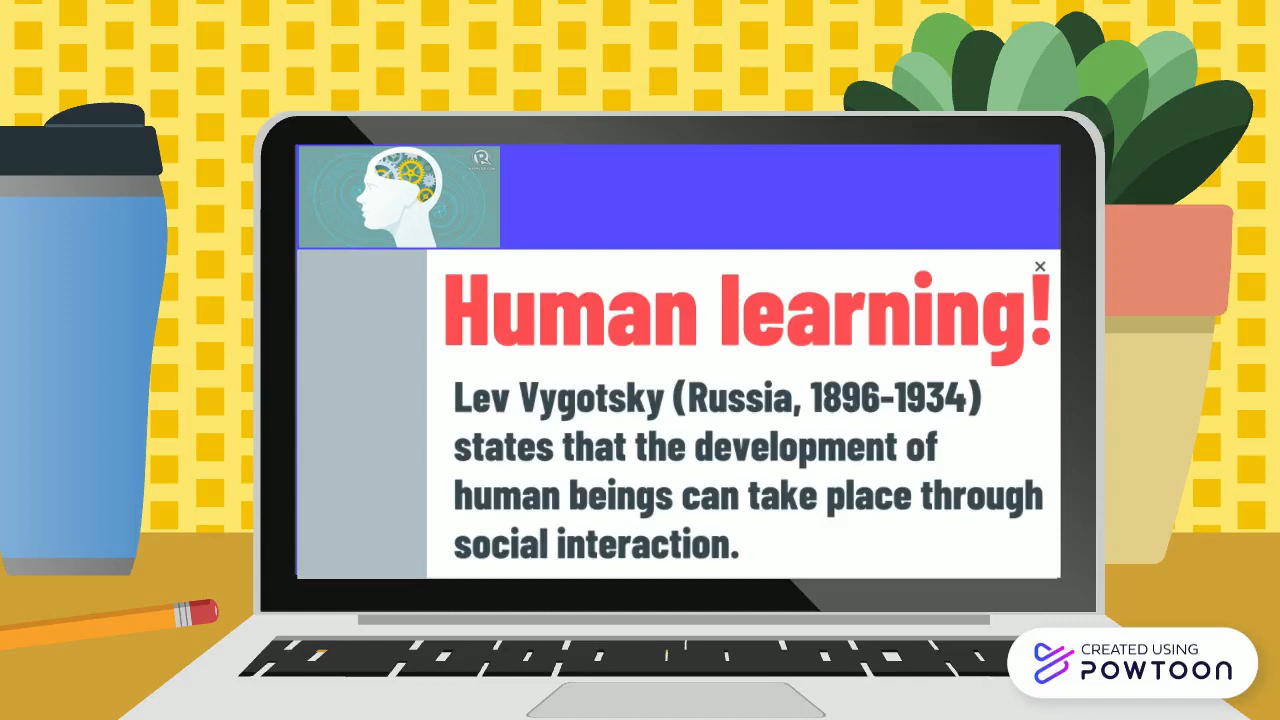 Human learning!
Lev Vygotsky (Russia, 1896-1934)
states that the development of
human beings can take place through
social interaction.
CREATED USING
POWTOON